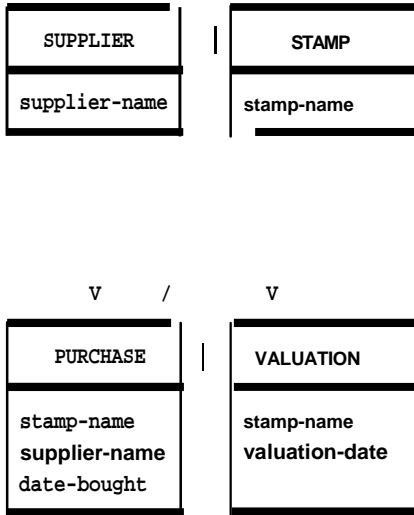 SUPPLIER | STAMP
supplier-name stamp-name
V / V
PURCHASE | VALUATION
stamp-name stamp-name
supplier-name valuation-date
date-bought